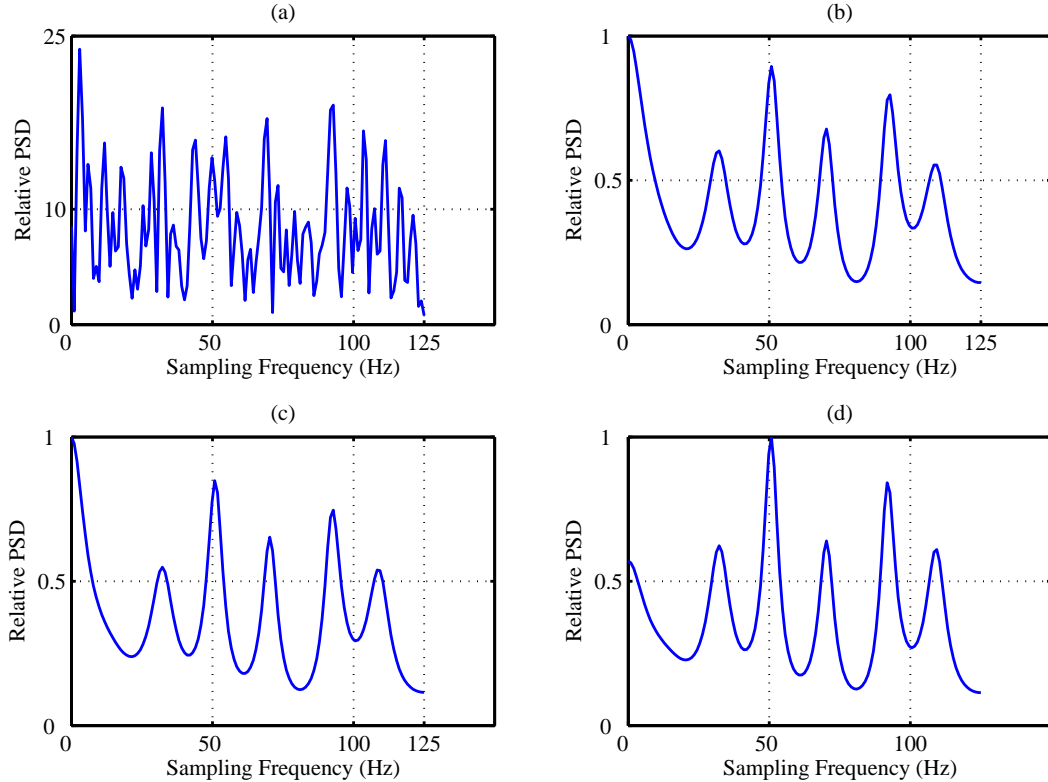 (a)
25
10
0
Relative PSD
0 50 100 125
Sampling Frequency (Hz)
(b)
1
0.5
0
Relative PSD
0 50 100
Sampling Frequency (Hz)
(c)
1
0.5
0
Relative PSD
0 50 100 125
Sampling Frequency (Hz)
(d)
1
0.5
0
Relative PSD
0 50 100
Sampling Frequency (Hz)